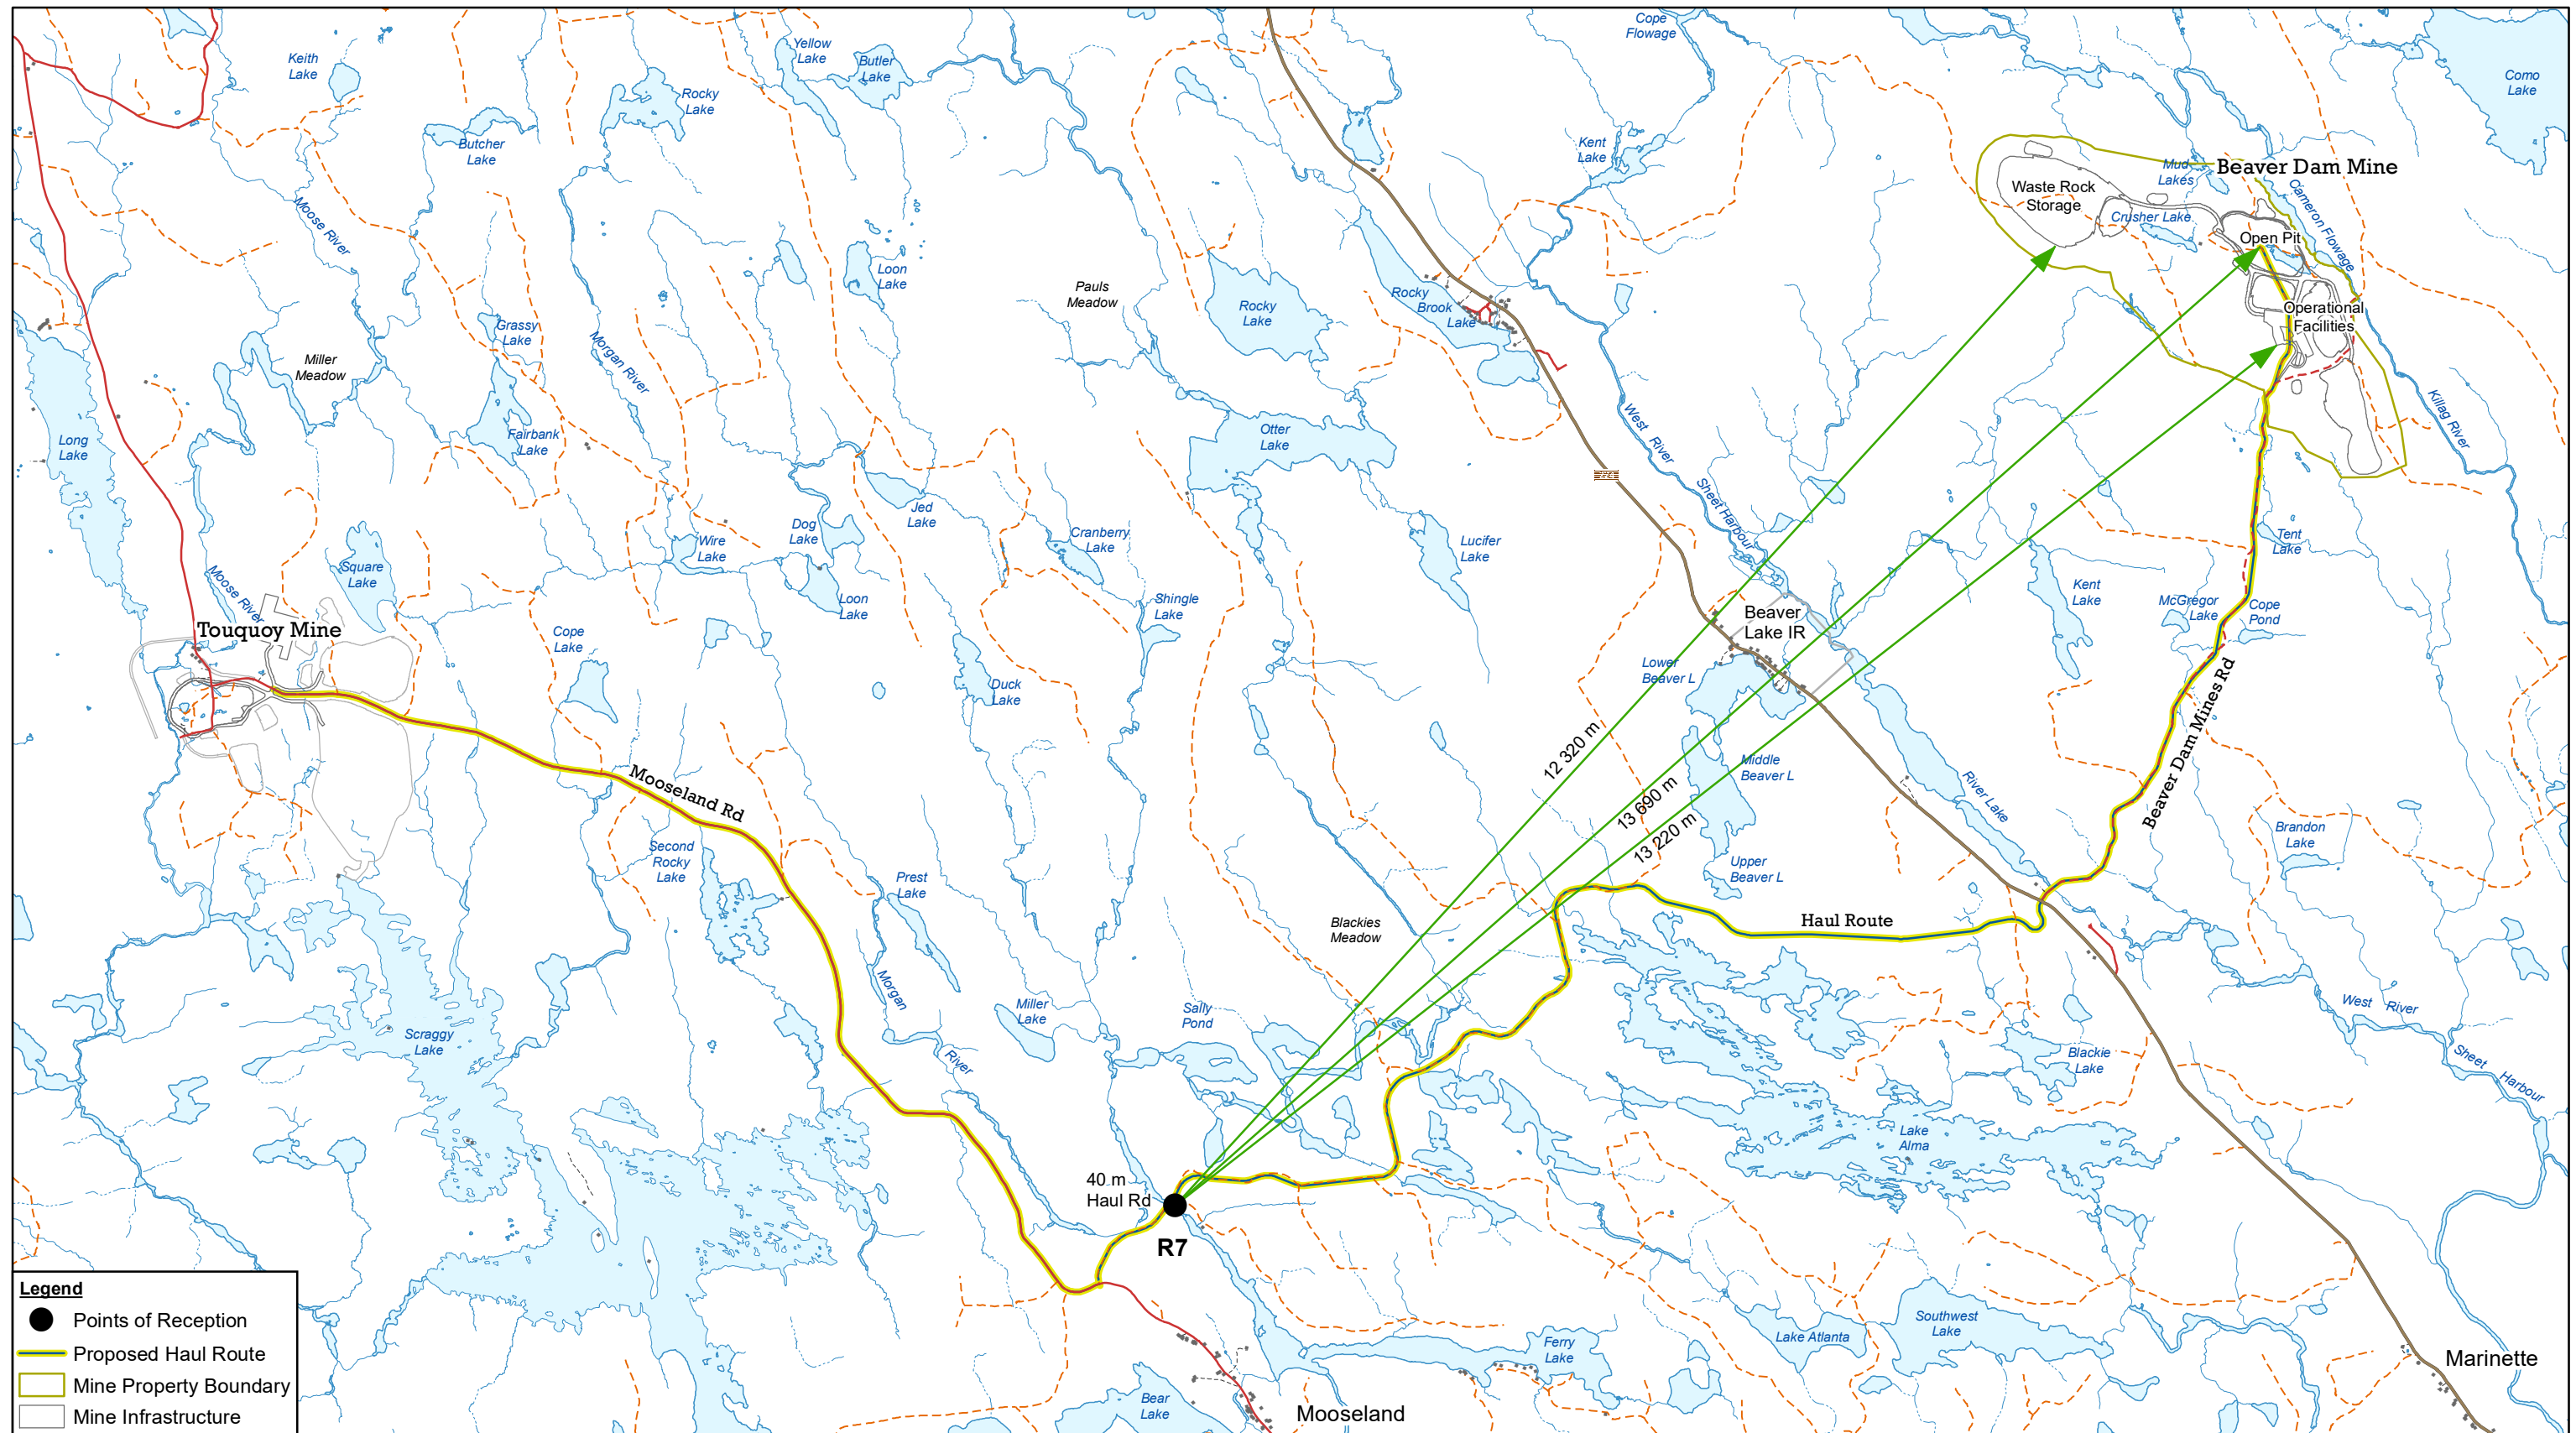 Cope
Flowage
Keith
Lake
Yellow
Lake
Butler
Lake
Rocky
Lake
Como
Lake
Butcher
Lake
Kent
Lake
Mud
Lakes
Beaver Dam Mine
Waste Rock
Storage
Crusher Lake
Cameron Flowage
Open Pit
Moose River
Loon
Lake
Pauls
Meadow
Rocky
Lake
Rocky
Brook
Lake
Operational
Facilities
Grassy
Lake
Miller
Meadow
Morgan River
Long
Lake
Fairbank
Lake
Otter
Lake
West River
Killag River
Sheet Harbour
Jed
Lake
Dog
Lake
Wire
Lake
Cranberry
Lake
Lucifer
Lake
Tent
Lake
Square
Lake
Moose River
Loon
Lake
Shingle
Lake
Kent
Lake
McGregor
Lake
Cope
Pond
Touquoy Mine
Beaver
Lake IR
Cope
Lake
Duck
Lake
Lower
Beaver L
Beaver Dam Mines Rd
12 320 m
13 690 m
13 220 m
Middle
Beaver L
River Lake
Mooseland Rd
Brandon
Lake
Second
Rocky
Lake
Prest
Lake
Upper
Beaver L
Haul Route
Blackies
Meadow
Morgan
River
Miller
Lake
Sally
Pond
West River
Sheet Harbour
Scraggy
Lake
Blackie
Lake
Lake
Alma
40 m
Haul Rd
R7
Southwest
Lake
Lake Atlanta
Ferry
Lake
Marinette
Bear
Lake
Mooseland
Legend
Points of Reception
Proposed Haul Route
Mine Property Boundary
Mine Infrastructure